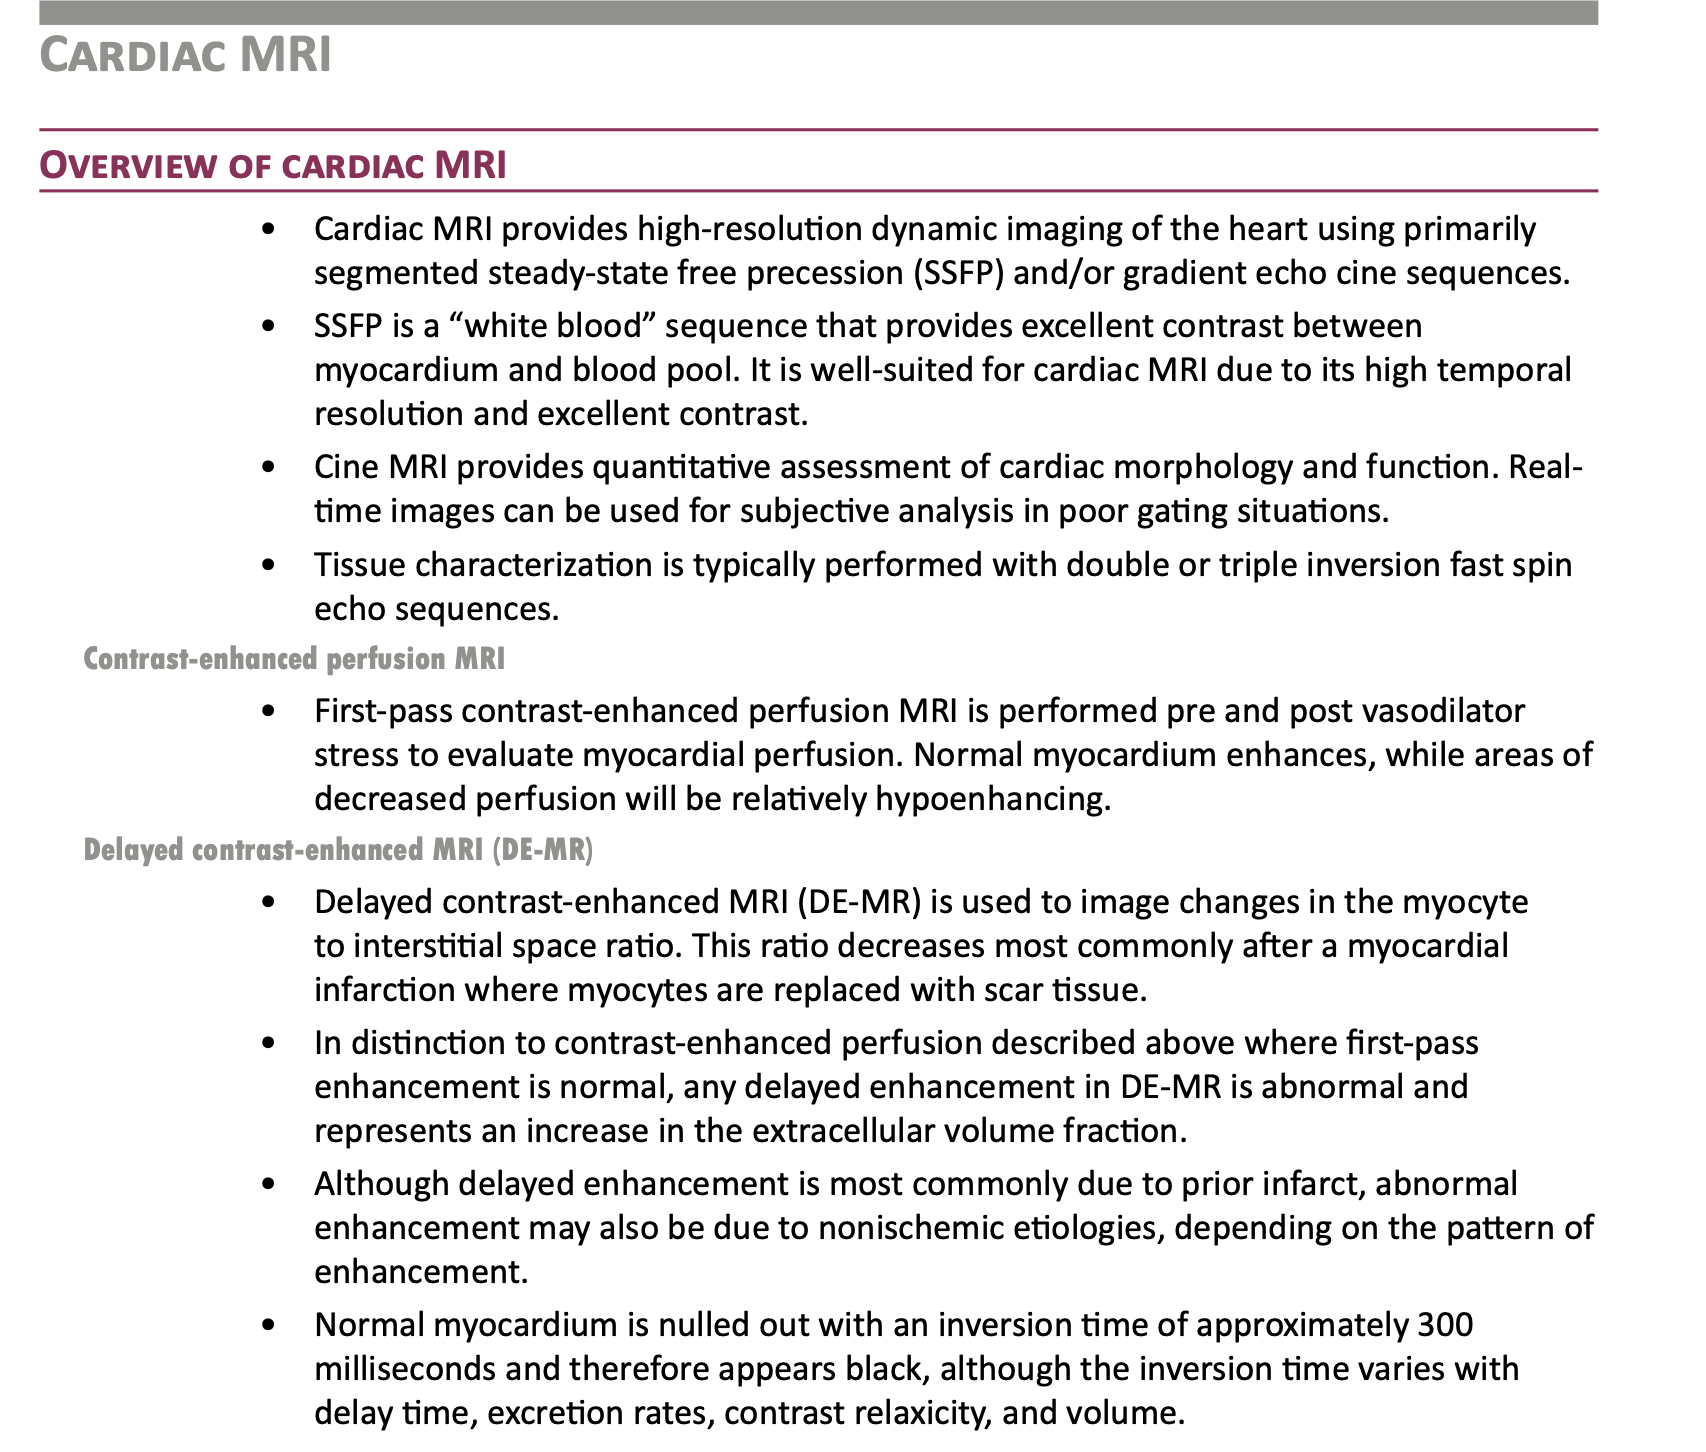 CARDIAC MRI
OVERVIEW OF CARDIAC MRI
• Cardiac MRI provides high-resolution dynamic imaging of the heart using primarily
segmented steady-state free precession (SSFP) and/or gradient echo cine sequences.
• SSFP is a “white blood” sequence that provides excellent contrast between
myocardium and blood pool. It is well-suited for cardiac MRI due to its high temporal
resolution and excellent contrast.
• Cine MRI provides quantitative assessment of cardiac morphology and function. Real-
time images can be used for subjective analysis in poor gating situations.
• Tissue characterization is typically performed with double or triple inversion fast spin
echo sequences.
Contrast-enhanced perfusion MRI
• First-pass contrast-enhanced perfusion MRI is performed pre and post vasodilator
stress to evaluate myocardial perfusion. Normal myocardium enhances, while areas of
decreased perfusion will be relatively hypoenhancing.
Delayed contrast-enhanced MRI (DE-MR)
• Delayed contrast-enhanced MRI (DE-MR) is used to image changes in the myocyte
to interstitial space ratio. This ratio decreases most commonly after a myocardial
infarction where myocytes are replaced with scar tissue.
• In distinction to contrast-enhanced perfusion described above where first-pass
enhancement is normal, any delayed enhancement in DE-MR is abnormal and
represents an increase in the extracellular volume fraction.
• Although delayed enhancement is most commonly due to prior infarct, abnormal
enhancement may also be due to nonischemic etiologies, depending on the pattern of
enhancement.
• Normal myocardium is nulled out with an inversion time of approximately 300
milliseconds and therefore appears black, although the inversion time varies with
delay time, excretion rates, contrast relaxicity, and volume.